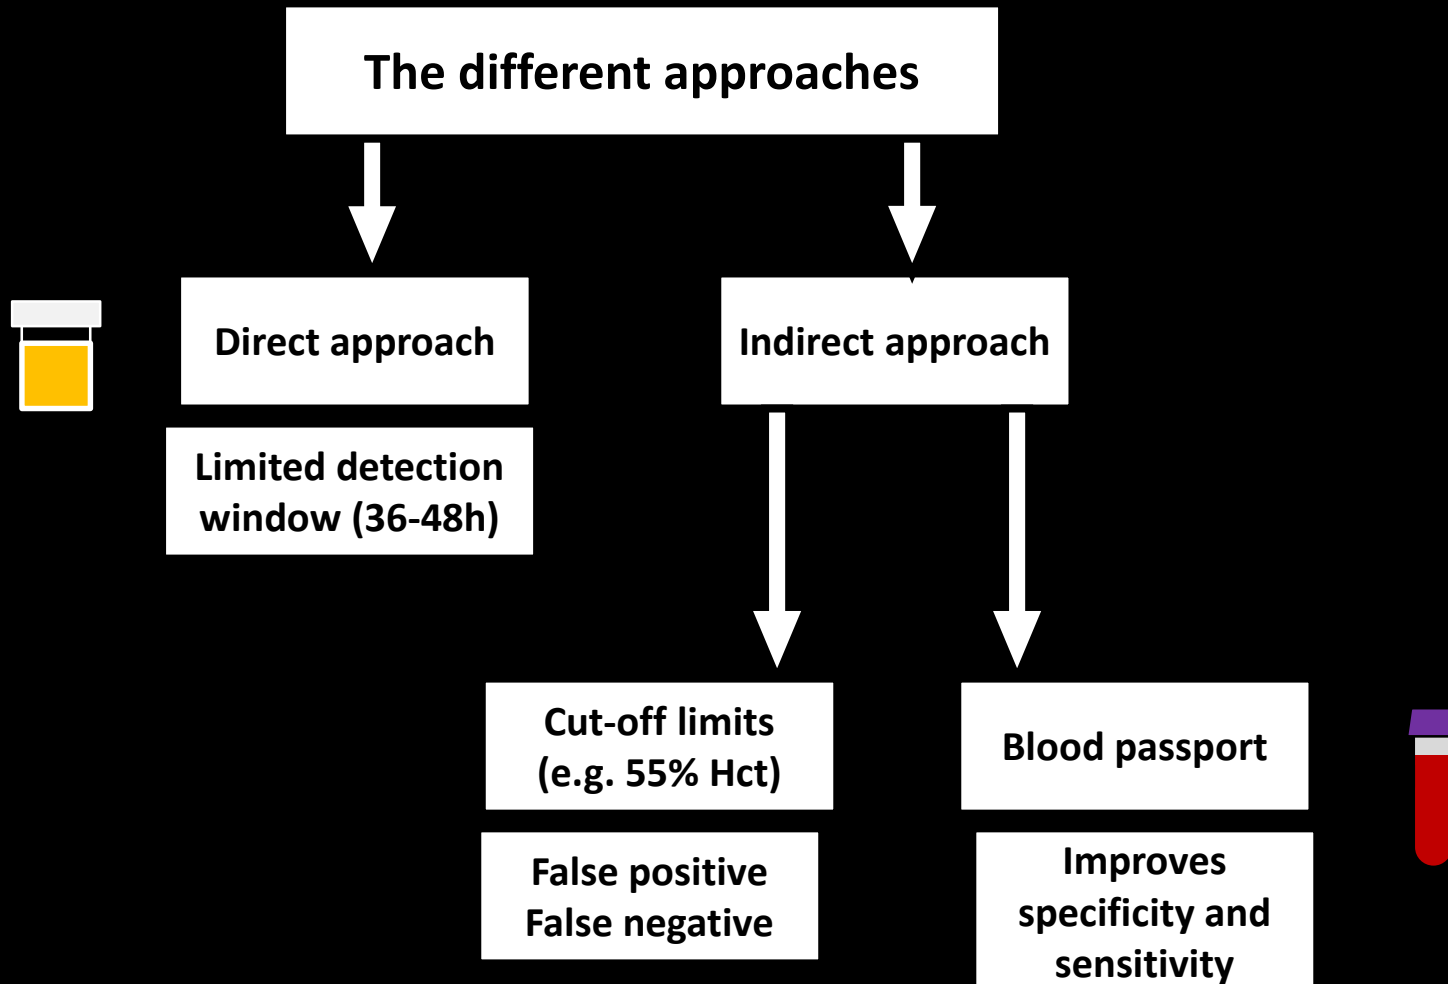 The different approaches
Direct approach
Indirect approach
Limited detection
window (36-48h)
Cut-off limits
(e.g. 55% Hct)
Blood passport
False positive
False negative
Improves
specificity and
sensitivity